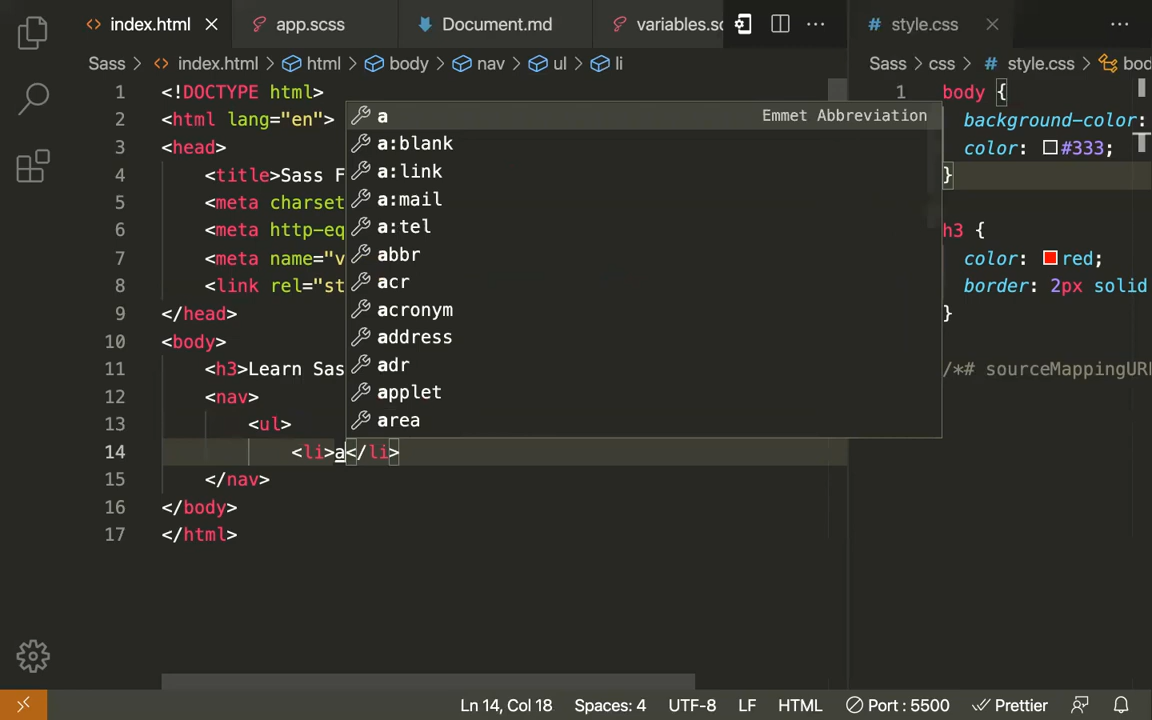 index.html
app.scss
Document.md
variables.sc
style.css
Sass > index.html > html > body > nav > ul > li
Sass > css > style.css > bod
1 <!DOCTYPE html>
2 <html lang="en">
3 <head>
4 <title>Sass F
5 <meta charset
6 <meta http-eq
7 <meta name="v
8 <link rel="st
9 </head>
10 <body>
11 <h3>Learn Sas
12 <nav>
13 <ul>
14 <li>a</li>
15 </nav>
16 </body>
17 </html>
a Emmet Abbreviation
a:blank
a:link
a:mail
a:tel
abbr
acr
acronym
address
adr
applet
area
1 body {
background-color:
color: #333;
}
h3 {
color: red;
border: 2px solid
}
/*# sourceMappingUR
Ln 14, Col 18 Spaces: 4 UTF-8 LF HTML Port : 5500 Prettier